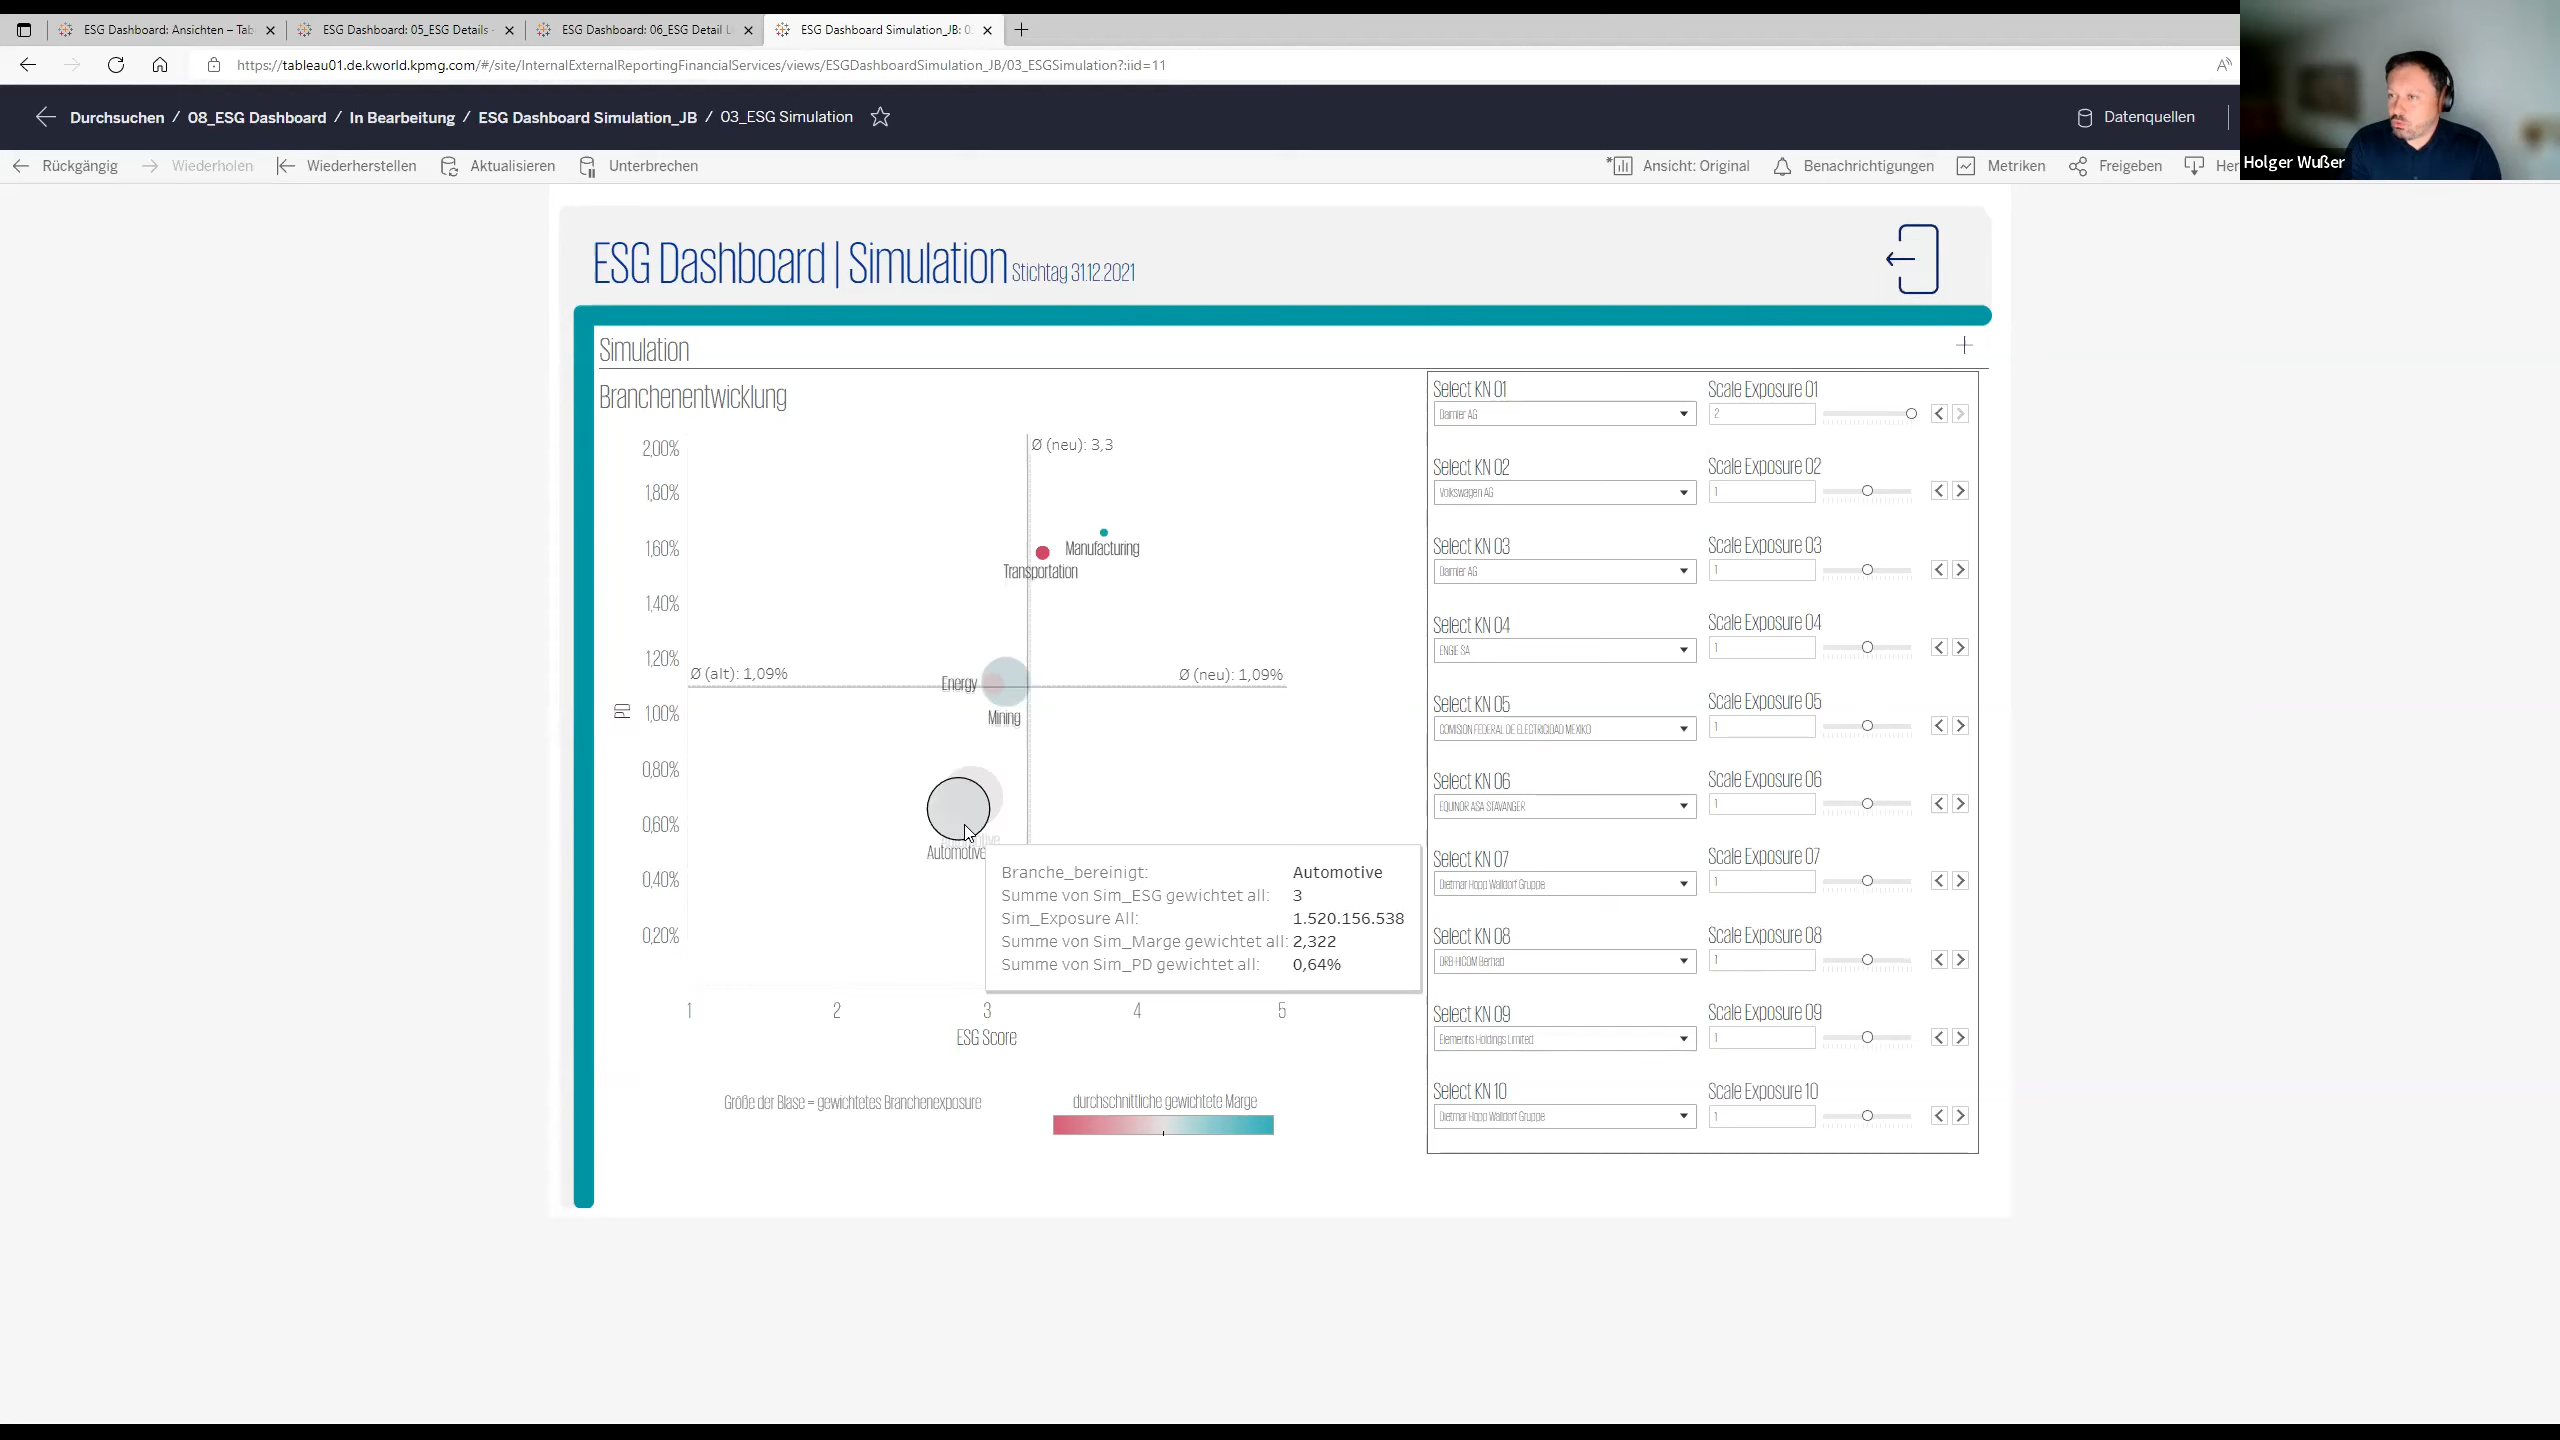 ESG Dashboard: Ansichten – Tab
ESG Dashboard: 05_ESG Details -
ESG Dashboard: 06_ESG Detail L
ESG Dashboard Simulation_JB: 0
https://tableau01.de.kworld.kpmg.com/#/site/InternalExternalReportingFinancialServices/views/ESGDashboardSimulation_JB/03_ESGSimulation?:iid=11
Durchsuchen / 08_ESG Dashboard / In Bearbeitung / ESG Dashboard Simulation_JB / 03_ESG Simulation
Datenquellen
Holger Wußer
Rückgängig Wiederholen Wiederherstellen Aktualisieren Unterbrechen
Ansicht: Original Benachrichtigungen Metriken Freigeben Her
ESG Dashboard | Simulation Stichtag 31.12.2021
Simulation
Branchenentwicklung
2,00%
1,80%
1,60%
1,40%
1,20%
1,00%
0,80%
0,60%
0,40%
0,20%
PD
Ø (neu): 3,3
Manufacturing
Transportation
Ø (alt): 1,09%
Ø (neu): 1,09%
Energy
Mining
Automotive
Branche_bereinigt: Automotive
Summe von Sim_ESG gewichtet all: 3
Sim_Exposure All: 1.520.156.538
Summe von Sim_Marge gewichtet all: 2,322
Summe von Sim_PD gewichtet all: 0,64%
1 2 3 4 5
ESG Score
Größe der Blase = gewichtetes Branchenexposure
durchschnittliche gewichtete Marge
Select KN 01 Scale Exposure 01
Daimler AG 2
Select KN 02 Scale Exposure 02
Volkswagen AG 1
Select KN 03 Scale Exposure 03
Daimler AG 1
Select KN 04 Scale Exposure 04
ENGIE SA 1
Select KN 05 Scale Exposure 05
COMISION FEDERAL DE ELECTRICIDAD MEXIKO 1
Select KN 06 Scale Exposure 06
EQUINOR ASA STAVANGER 1
Select KN 07 Scale Exposure 07
Dietmar Hopp Walldorf Gruppe 1
Select KN 08 Scale Exposure 08
DRB-HICOM Berhad 1
Select KN 09 Scale Exposure 09
Elementis Holdings Limited 1
Select KN 10 Scale Exposure 10
Dietmar Hopp Walldorf Gruppe 1